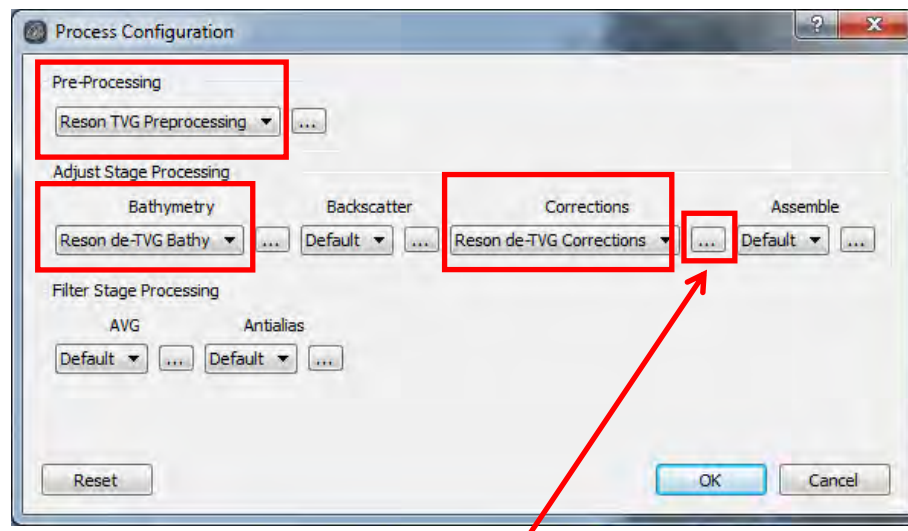 Process Configuration ? X
Pre-Processing
Reson TVG Preprocessing ...
Adjust Stage Processing
Bathymetry Backscatter Corrections Assemble
Reson de-TVG Bathy ... Default ... Reson de-TVG Corrections ... Default ...
Filter Stage Processing
AVG Antialias
Default ... Default ...
Reset OK Cancel